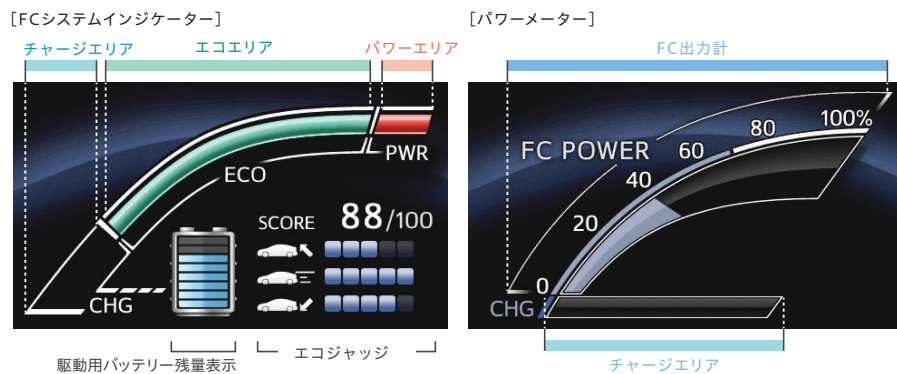 [FCシステムインジケーター]
チャージエリア
エコエリア
パワーエリア
PWR
ECO
SCORE 88/100
CHG
駆動用バッテリー残量表示
エコジャッジ
[パワーメーター]
FC出力計
100%
80
FC POWER
60
40
20
0
CHG
チャージエリア